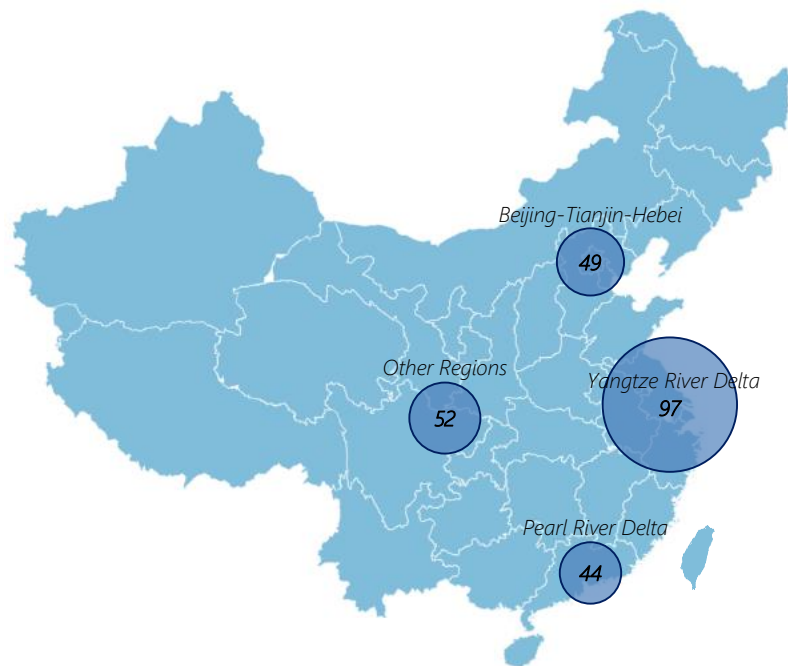 Beijing-Tianjin-Hebei
49
Other Regions
52
Yangtze River Delta
97
Pearl River Delta
44